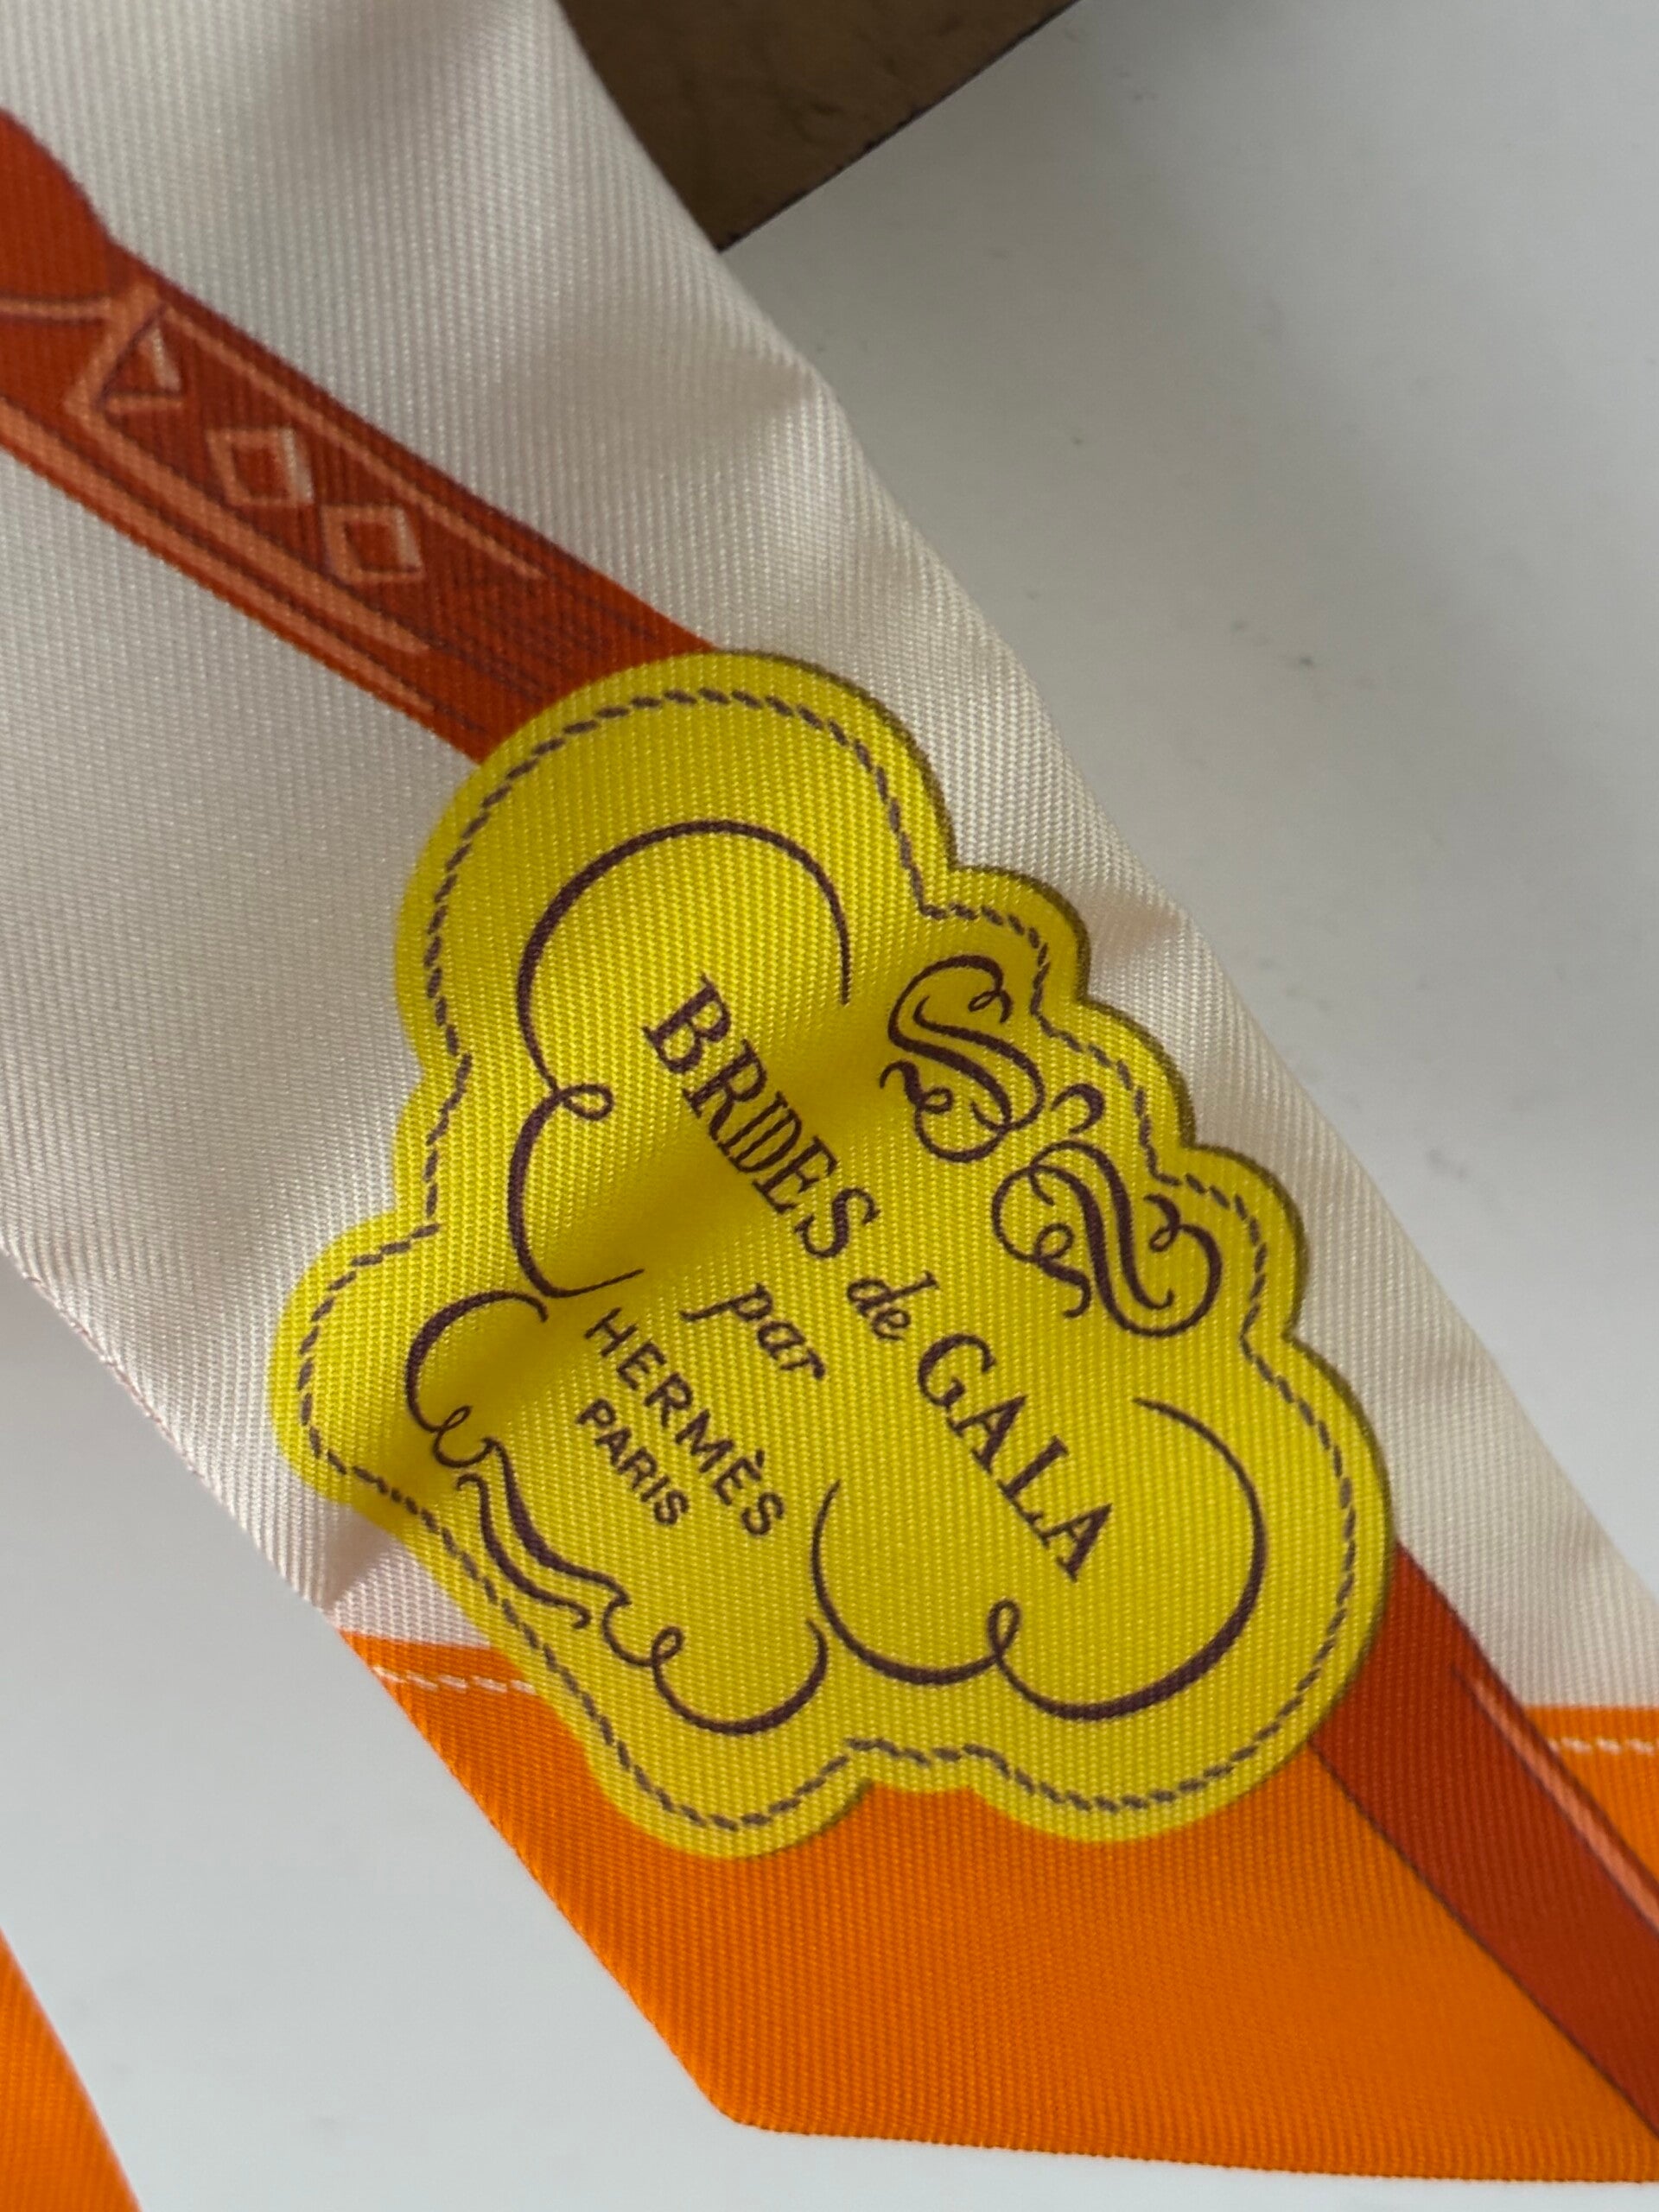 BRIDES de GALA
par
HERMÈS
PARIS